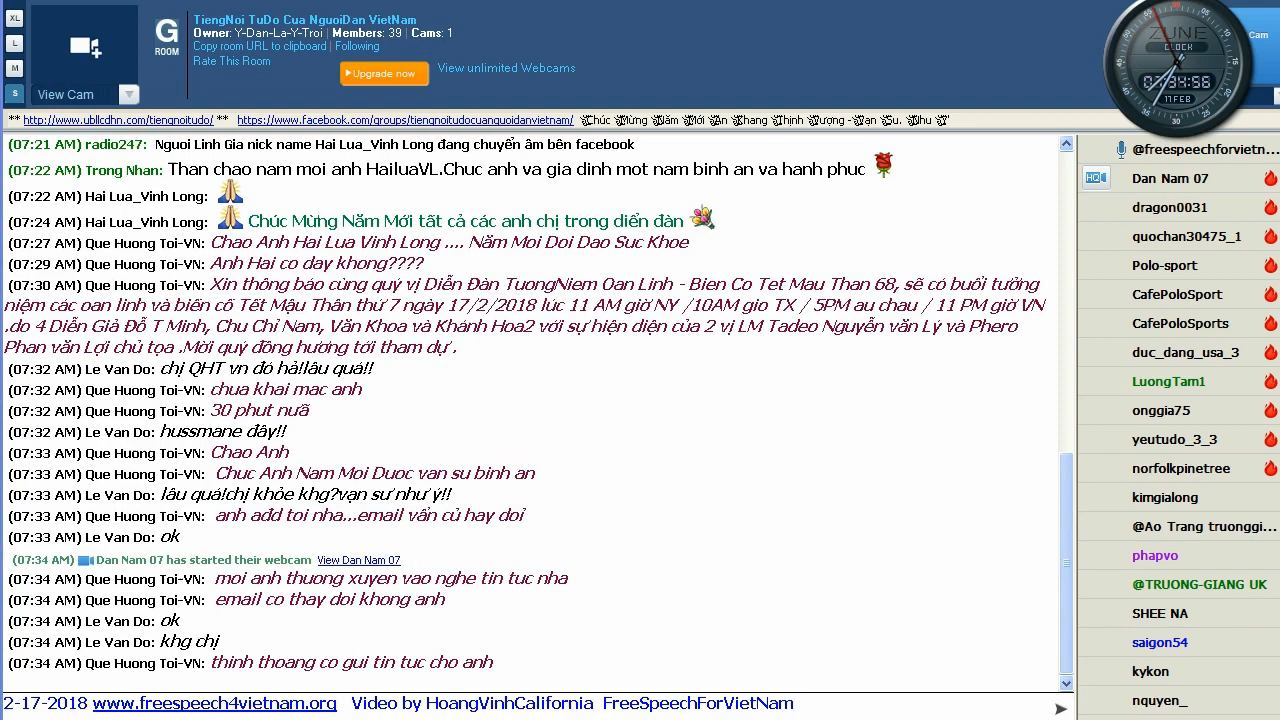 XL
L
M
S
View Cam
G
ROOM
TiengNoi TuDo Cua NguoiDan VietNam
Owner: Y-Dan-La-Y-Troi | Members: 39 | Cams: 1
Copy room URL to clipboard | Following
Rate This Room
Upgrade now
View unlimited Webcams
ZUNE
CLOCK
17 FEB
Cam
** http://www.ubllcdhn.com/tiengnoitudo/ ** https://www.facebook.com/groups/tiengnoitudocuanguoidanvietnam/
(07:21 AM) radio247: Nguoi Linh Gia nick name Hai Lua_Vinh Long đang chuyển âm bên facebook
(07:22 AM) Trong Nhan: Than chao nam moi anh HailuaVL.Chuc anh va gia dinh mot nam binh an va hanh phuc
(07:22 AM) Hai Lua_Vinh Long:
(07:24 AM) Hai Lua_Vinh Long: Chúc Mừng Năm Mới tất cả các anh chị trong diển đàn
(07:27 AM) Que Huong Toi-VN: Chao Anh Hai Lua Vinh Long .... Năm Moi Doi Dao Suc Khoe
(07:29 AM) Que Huong Toi-VN: Anh Hai co day khong????
(07:30 AM) Que Huong Toi-VN: Xin thông báo cùng quý vị Diễn Đàn TuongNiem Oan Linh - Bien Co Tet Mau Than 68, sẽ có buổi tưởng
niệm các oan linh và biến cố Tết Mậu Thân thứ 7 ngày 17/2/2018 lúc 11 AM giờ NY /10AM gio TX / 5PM au chau / 11 PM giờ VN
.do 4 Diễn Giả Đỗ T Minh, Chu Chỉ Nam, Văn Khoa và Khánh Hoa2 với sự hiện diện của 2 vị LM Tadeo Nguyễn văn Lý và Phero
Phan văn Lợi chủ tọa .Mời quý đồng hương tới tham dự .
(07:32 AM) Le Van Do: chị QHT vn đó hả!lâu quá!!
(07:32 AM) Que Huong Toi-VN: chua khai mac anh
(07:32 AM) Que Huong Toi-VN: 30 phut nưã
(07:32 AM) Le Van Do: hussmane đây!!
(07:33 AM) Que Huong Toi-VN: Chao Anh
(07:33 AM) Que Huong Toi-VN: Chuc Anh Nam Moi Duoc van su binh an
(07:33 AM) Le Van Do: lâu quá!chị khỏe khg?vạn sự như ý!!
(07:33 AM) Que Huong Toi-VN: anh add toi nha...email vẩn củ hay doỉ
(07:33 AM) Le Van Do: ok
(07:34 AM) Dan Nam 07 has started their webcam View Dan Nam 07
(07:34 AM) Que Huong Toi-VN: moi anh thuong xuyen vao nghe tin tuc nha
(07:34 AM) Que Huong Toi-VN: email co thay doi khong anh
(07:34 AM) Le Van Do: ok
(07:34 AM) Le Van Do: khg chị
(07:34 AM) Que Huong Toi-VN: thinh thoang co gui tin tuc cho anh
2-17-2018 www.freespeech4vietnam.org Video by HoangVinhCalifornia FreeSpeechForVietNam
@freespeechforvietn...
HQ
Dan Nam 07
dragon0031
quochan30475_1
Polo-sport
CafePoloSport
CafePoloSports
duc_dang_usa_3
LuongTam1
onggia75
yeutudo_3_3
norfolkpinetree
kimgialong
@Ao Trang truonggi...
phapvo
@TRUONG-GIANG UK
SHEE NA
saigon54
kykon
nquyen_